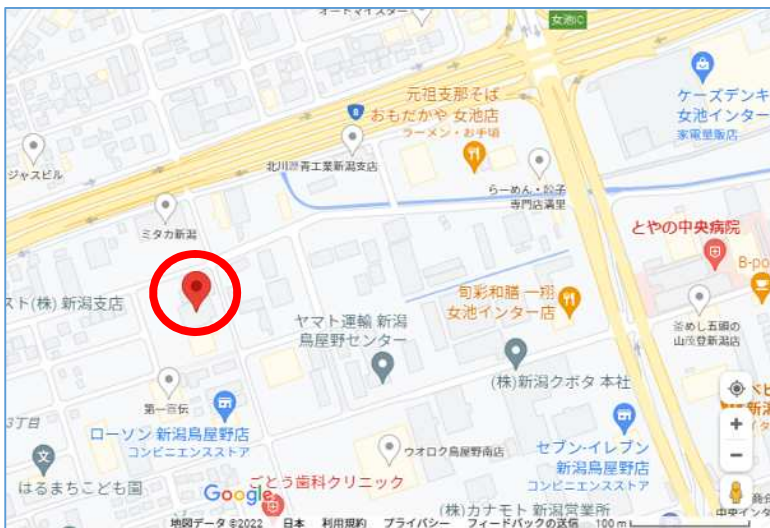 オートマイスター
女池IC
ケーズデンキ
女池インター
家電量販店
元祖支那そば
おもだかや 女池店
ラーメン・お手頃
8
ジャスビル
北川瀝青工業新潟支店
らーめん・餃子
専門店満里
ミタカ新潟
とやの中央病院
B-po
スト(株) 新潟支店
旬彩和膳 一翔
女池インター店
ヤマト運輸 新潟
鳥屋野センター
釜めし五頭の
山茂登新潟店
(株)新潟クボタ 本社
第一宣伝
3丁目
ローソン 新潟鳥屋野店
コンビニエンスストア
ウオロク鳥屋野南店
セブン-イレブン
新潟鳥屋野店
コンビニエンスストア
はるまちこども園
ごとう歯科クリニック
Google
(株)カナモト 新潟営業所
中央インタ
地図データ ©2022 日本 利用規約 プライバシー フィードバックの送信 100 m